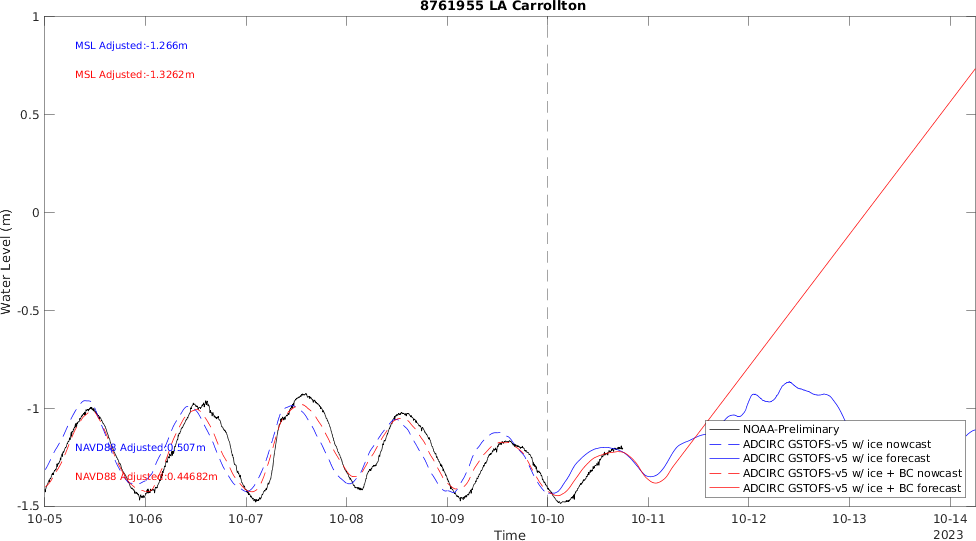 8761955 LA Carrollton
MSL Adjusted:-1.266m
MSL Adjusted:-1.3262m
NAVD88 Adjusted:0.507m
NAVD88 Adjusted:0.44682m
Water Level (m)
1
0.5
0
-0.5
-1
-1.5
NOAA-Preliminary
ADCIRC GSTOFS-v5 w/ ice nowcast
ADCIRC GSTOFS-v5 w/ ice forecast
ADCIRC GSTOFS-v5 w/ ice + BC nowcast
ADCIRC GSTOFS-v5 w/ ice + BC forecast
10-05 10-06 10-07 10-08 10-09 10-10 10-11 10-12 10-13 10-14
Time
2023